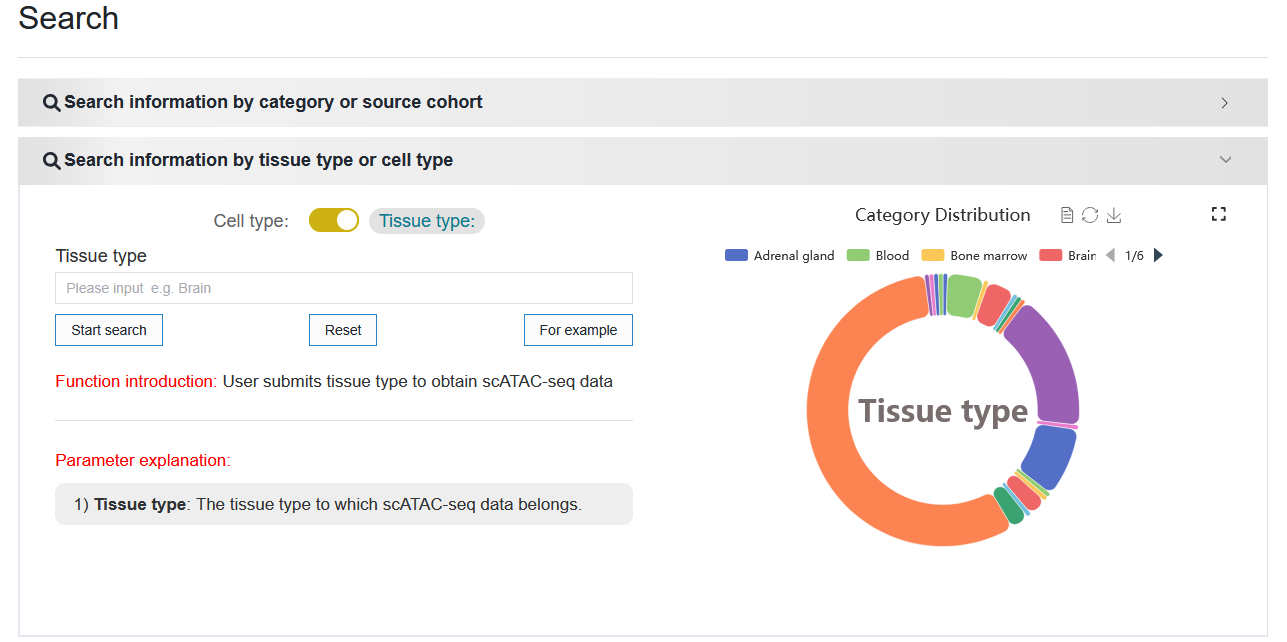 Search
Search information by category or source cohort
Search information by tissue type or cell type
Cell type: Tissue type:
Tissue type
Please input e.g. Brain
Start search Reset For example
Function introduction: User submits tissue type to obtain scATAC-seq data
Parameter explanation:
1) Tissue type: The tissue type to which scATAC-seq data belongs.
Category Distribution
Adrenal gland Blood Bone marrow Brain 1/6
Tissue type